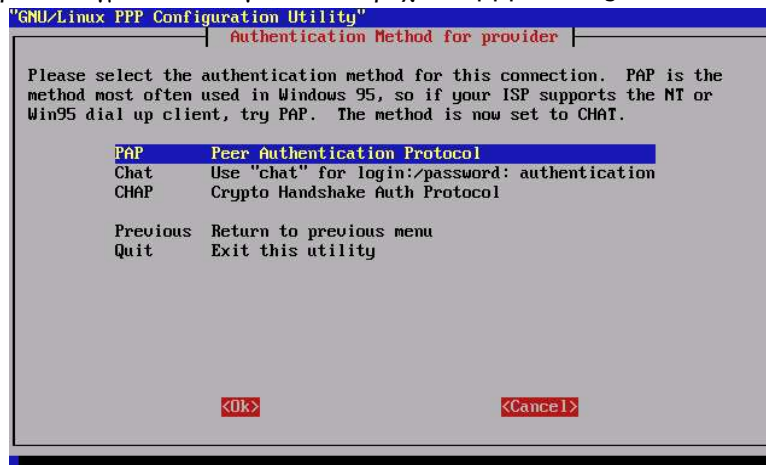 "GNU/Linux PPP Configuration Utility"
Authentication Method for provider
Please select the authentication method for this connection.  PAP is the
method most often used in Windows 95, so if your ISP supports the NT or
Win95 dial up client, try PAP.  The method is now set to CHAT.
PAP       Peer Authentication Protocol
Chat      Use "chat" for login:/password: authentication
CHAP      Crypto Handshake Auth Protocol
Previous  Return to previous menu
Quit      Exit this utility
<Ok>                    <Cancel>